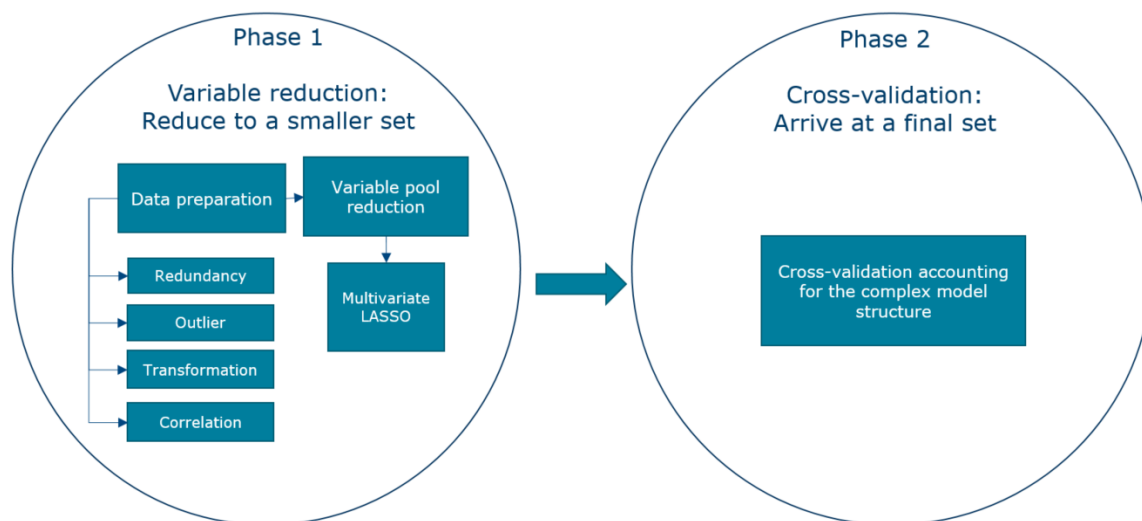 Phase 1
Variable reduction:
Reduce to a smaller set
Data preparation
Variable pool
reduction
Redundancy
Outlier
Transformation
Correlation
Multivariate
LASSO
Phase 2
Cross-validation:
Arrive at a final set
Cross-validation accounting
for the complex model
structure